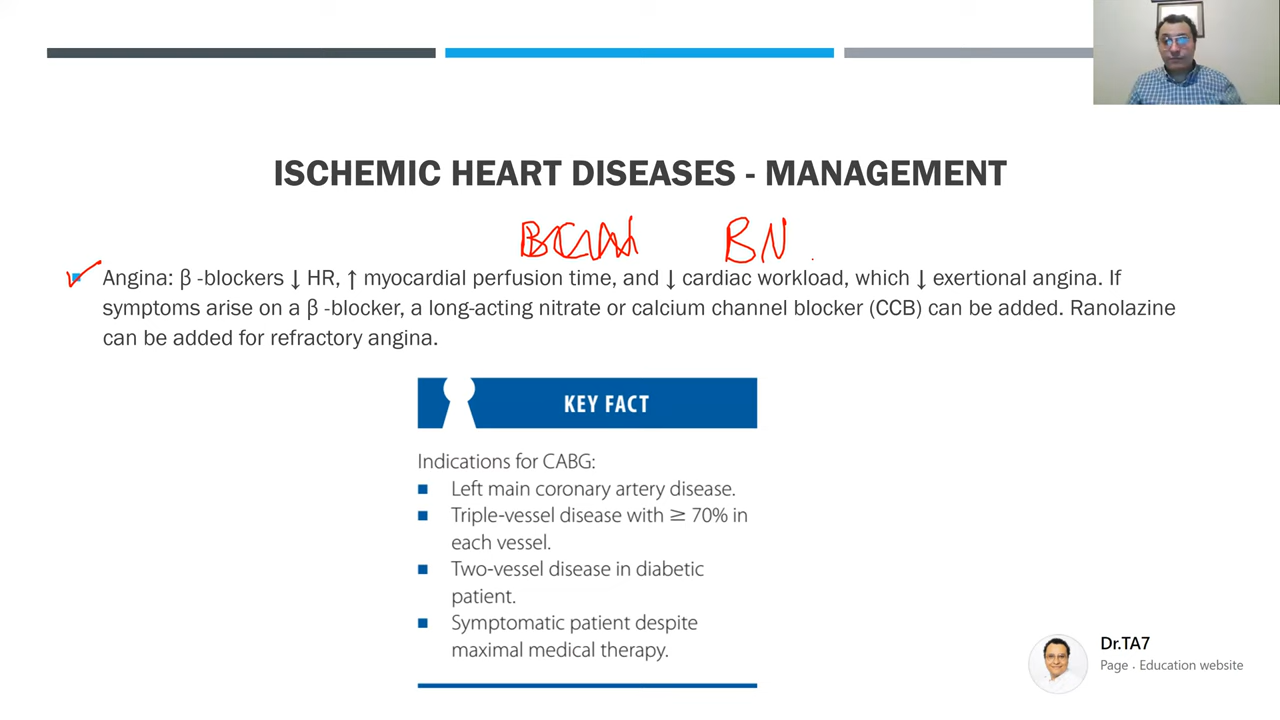 ISCHEMIC HEART DISEASES - MANAGEMENT
BN
Angina: β -blockers ↓ HR, ↑ myocardial perfusion time, and ↓ cardiac workload, which ↓ exertional angina. If
symptoms arise on a β -blocker, a long-acting nitrate or calcium channel blocker (CCB) can be added. Ranolazine
can be added for refractory angina.
KEY FACT
Indications for CABG:
Left main coronary artery disease.
Triple-vessel disease with ≥ 70% in
each vessel.
Two-vessel disease in diabetic
patient.
Symptomatic patient despite
maximal medical therapy.
Dr.TA7
Page · Education website